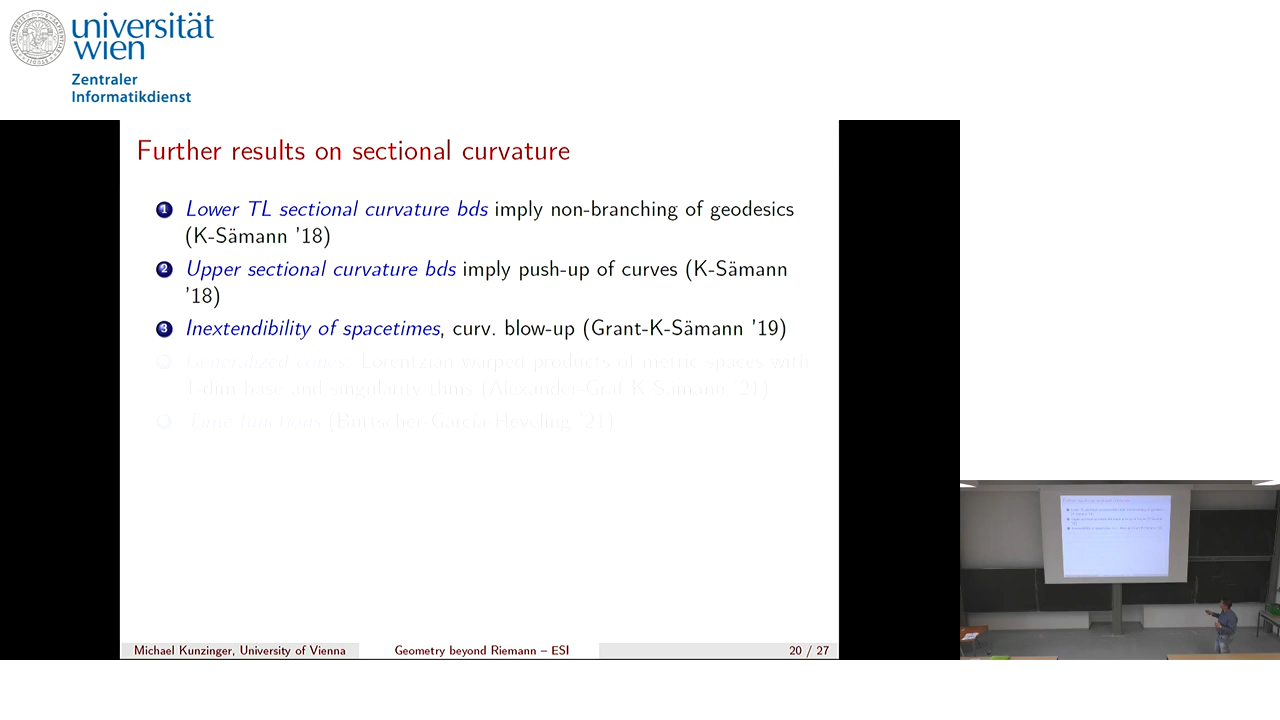 universität
wien
Zentraler
Informatikdienst
Further results on sectional curvature
1 Lower TL sectional curvature bds imply non-branching of geodesics
(K-Sämann '18)
2 Upper sectional curvature bds imply push-up of curves (K-Sämann
'18)
3 Inextendibility of spacetimes, curv. blow-up (Grant-K-Sämann '19)
Generalized cones, Lorentzian warped products of metric spaces with
1-dim base and singularity thms (Alexander-Graf-K-Sämann '21)
Time functions (Burtscher-García-Heveling '21)
Michael Kunzinger, University of Vienna
Geometry beyond Riemann – ESI
20 / 27